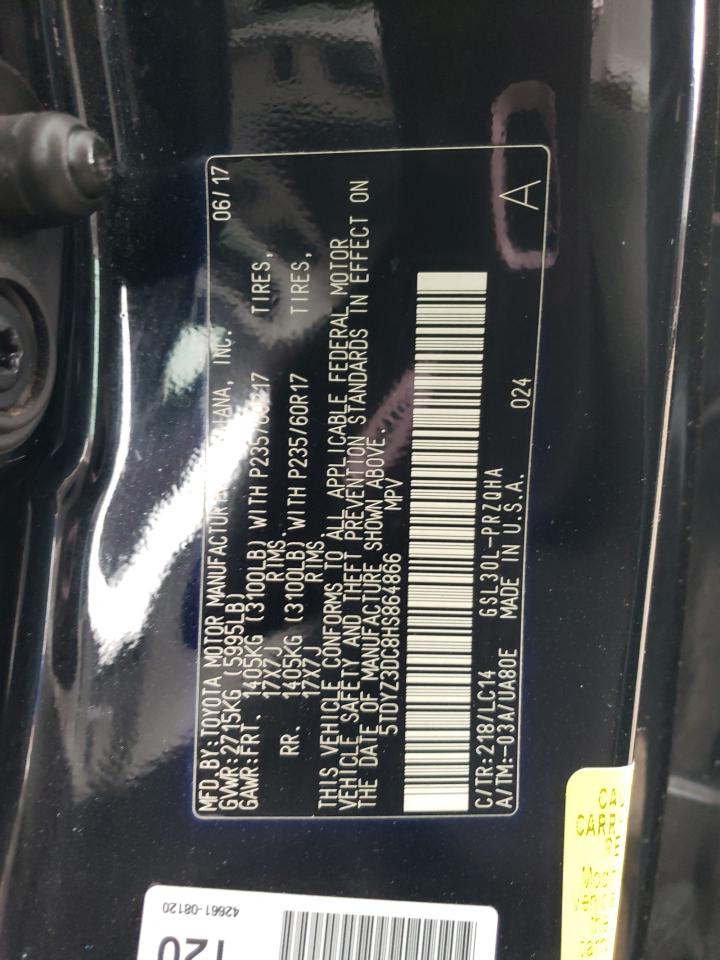 MFD.BY:TOYOTA MOTOR MANUFACTUR INC. 06/17
GVWR:2715KG (5995LB)
GAWR:FRT. 1405KG (3100LB) WITH P235/ TIRES,
17X7J RIMS.
RR. 1405KG (3100LB) WITH P235/60R17 TIRES,
17X7J RIMS.
THIS VEHICLE CONFORMS TO ALL APPLICABLE FEDERAL MOTOR
VEHICLE SAFETY AND THEFT PREVENTION STANDARDS IN EFFECT ON
THE DATE OF MANUFACTURE SHOWN ABOVE.
5TDYZ3DC8HS864866 MPV
C/TR:218/LC14 GSL30L-PRZQHA
A/TM:-03A/UA80E MADE IN U.S.A. 024
A
42661-08120
120
CARR